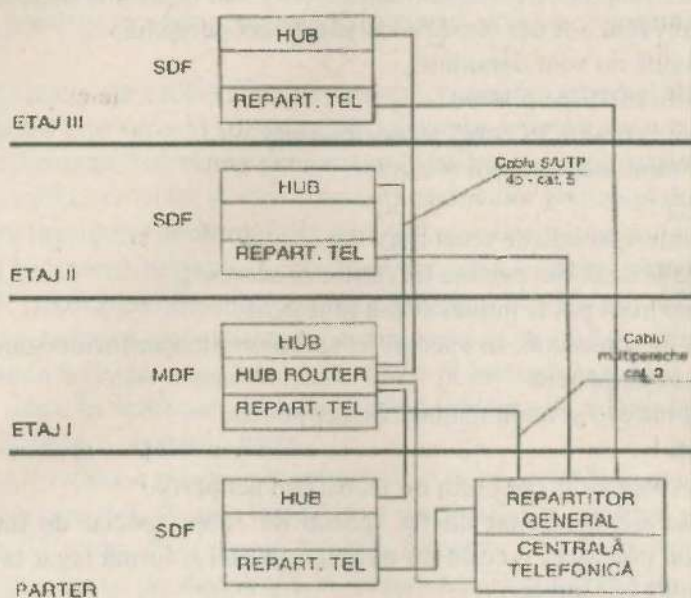 HUB
SDF
REPART. TEL
ETAJ III
Cablu S/UTP
4p - cat. 5
HUB
SDF
REPART. TEL
ETAJ II
HUB
MDF
HUB ROUTER
REPART. TEL
Cablu
multipereche
cat. 3
ETAJ I
HUB
SDF
REPART. TEL
REPARTITOR
GENERAL
CENTRALĂ
TELEFONICĂ
PARTER